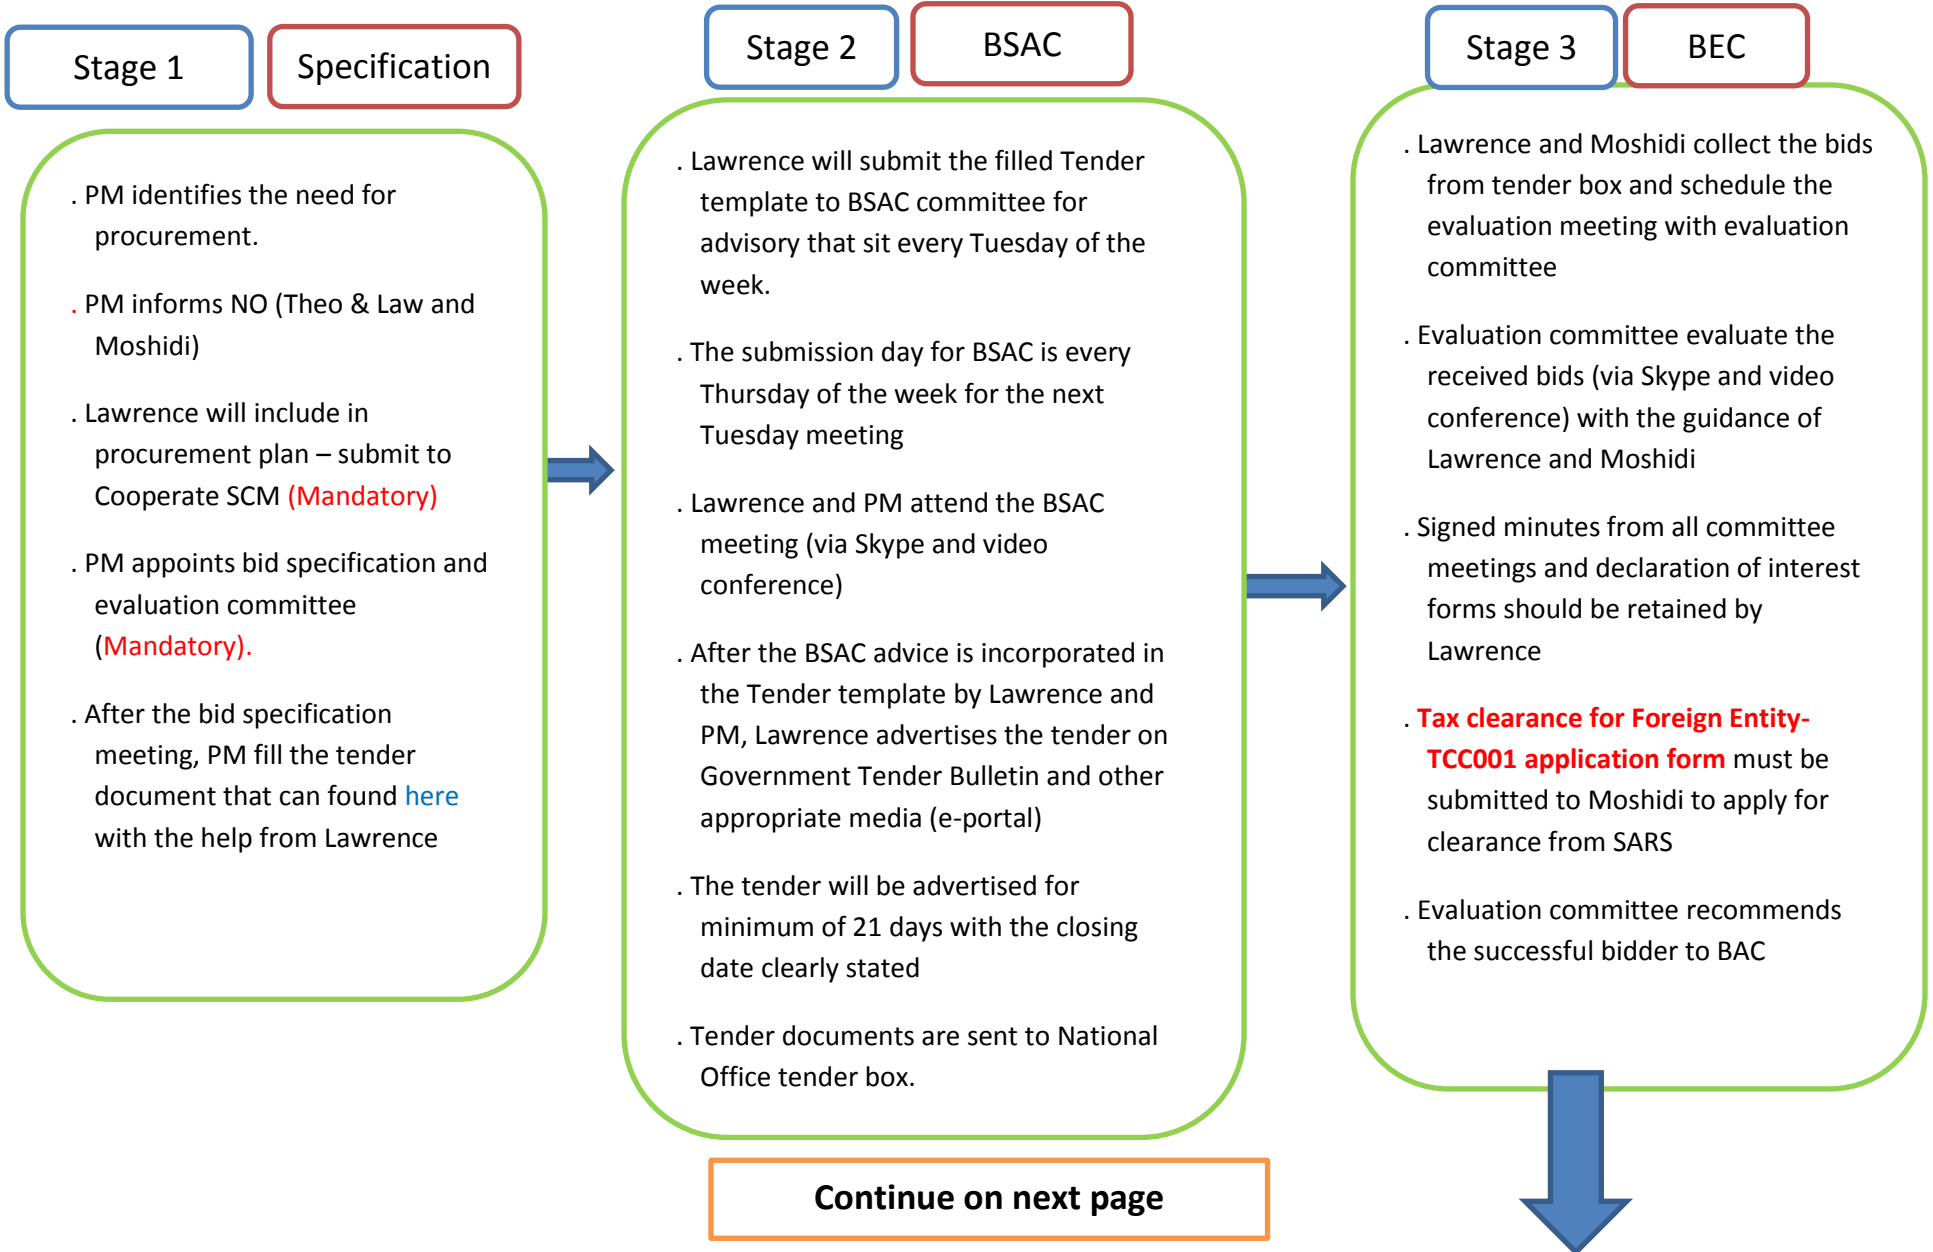 Stage 1
Specification
. PM identifies the need for
procurement.
. PM informs NO (Theo & Law and
Moshidi)
. Lawrence will include in
procurement plan – submit to
Cooperate SCM (Mandatory)
. PM appoints bid specification and
evaluation committee
(Mandatory).
. After the bid specification
meeting, PM fill the tender
document that can found here
with the help from Lawrence
Stage 2
BSAC
. Lawrence will submit the filled Tender
template to BSAC committee for
advisory that sit every Tuesday of the
week.
. The submission day for BSAC is every
Thursday of the week for the next
Tuesday meeting
. Lawrence and PM attend the BSAC
meeting (via Skype and video
conference)
. After the BSAC advice is incorporated in
the Tender template by Lawrence and
PM, Lawrence advertises the tender on
Government Tender Bulletin and other
appropriate media (e-portal)
. The tender will be advertised for
minimum of 21 days with the closing
date clearly stated
. Tender documents are sent to National
Office tender box.
Stage 3
BEC
. Lawrence and Moshidi collect the bids
from tender box and schedule the
evaluation meeting with evaluation
committee
. Evaluation committee evaluate the
received bids (via Skype and video
conference) with the guidance of
Lawrence and Moshidi
. Signed minutes from all committee
meetings and declaration of interest
forms should be retained by
Lawrence
. Tax clearance for Foreign Entity-
TCC001 application form must be
submitted to Moshidi to apply for
clearance from SARS
. Evaluation committee recommends
the successful bidder to BAC
Continue on next page